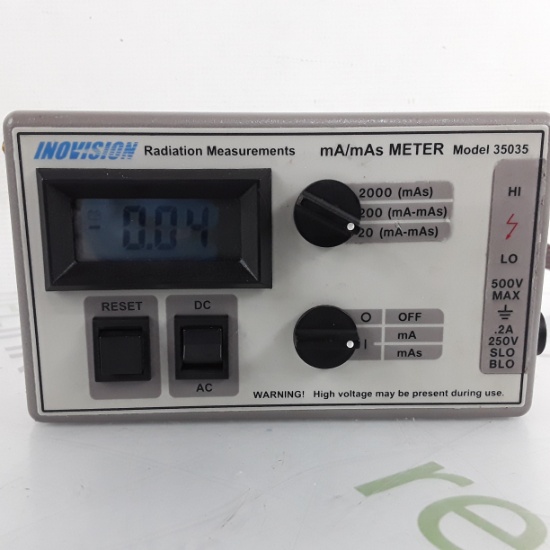 INOVISION Radiation Measurements mA/mAs METER Model 35035
0.04
2000 (mAs)
200 (mA-mAs)
20 (mA-mAs)
HI
LO
500V
MAX
.2A
250V
SLO
BLO
RESET
DC
AC
O OFF
mA
I
mAs
WARNING! High voltage may be present during use.
re